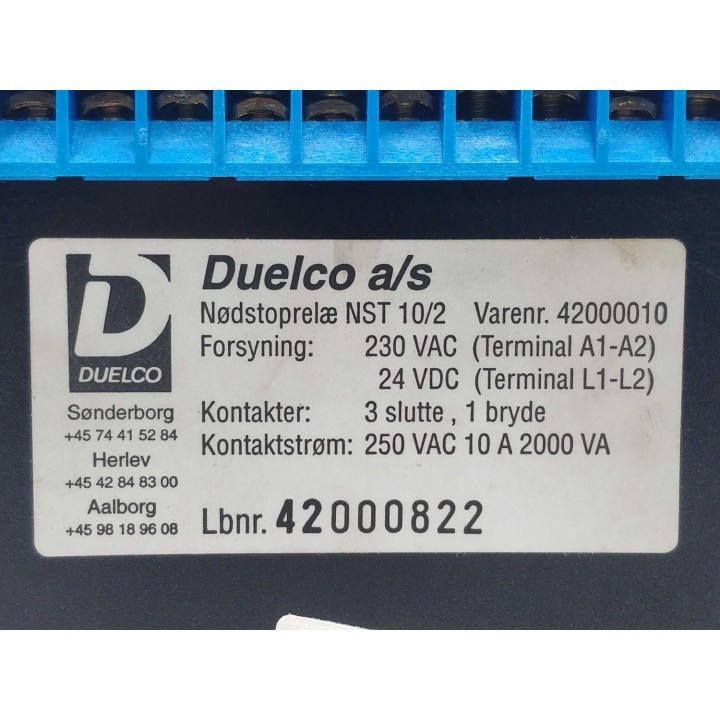 D
DUELCO
Sønderborg
+45 74 41 52 84
Herlev
+45 42 84 83 00
Aalborg
+45 98 18 96 08
Duelco a/s
Nødstoprelæ NST 10/2 Varenr. 42000010
Forsyning: 230 VAC (Terminal A1-A2)
24 VDC (Terminal L1-L2)
Kontakter: 3 slutte , 1 bryde
Kontaktstrøm: 250 VAC 10 A 2000 VA
Lbnr. 42000822